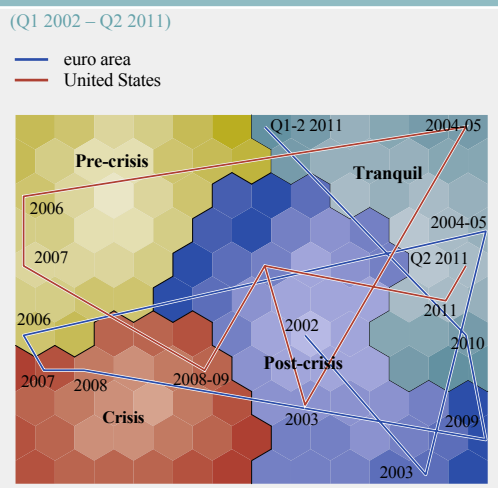 (Q1 2002 – Q2 2011)
euro area
United States
Q1-2 2011
2004-05
Pre-crisis
Tranquil
2006
2004-05
2007
Q2 2011
2011
2006
2002
2010
Post-crisis
2007
2008
2008-09
Crisis
2003
2009
2003